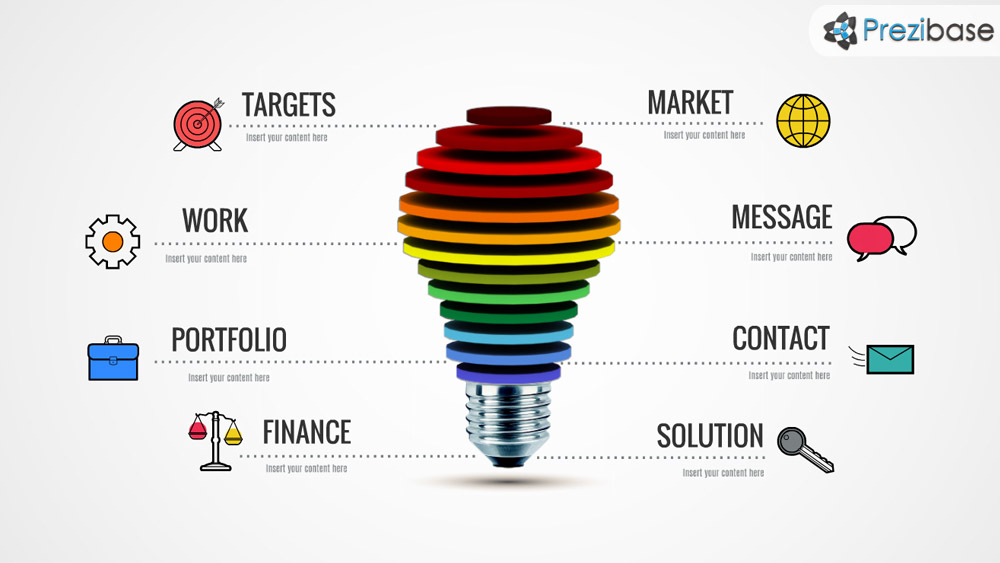 Prezibase
TARGETS
Insert your content here
MARKET
Insert your content here
WORK
Insert your content here
MESSAGE
Insert your content here
PORTFOLIO
Insert your content here
CONTACT
Insert your content here
FINANCE
Insert your content here
SOLUTION
Insert your content here